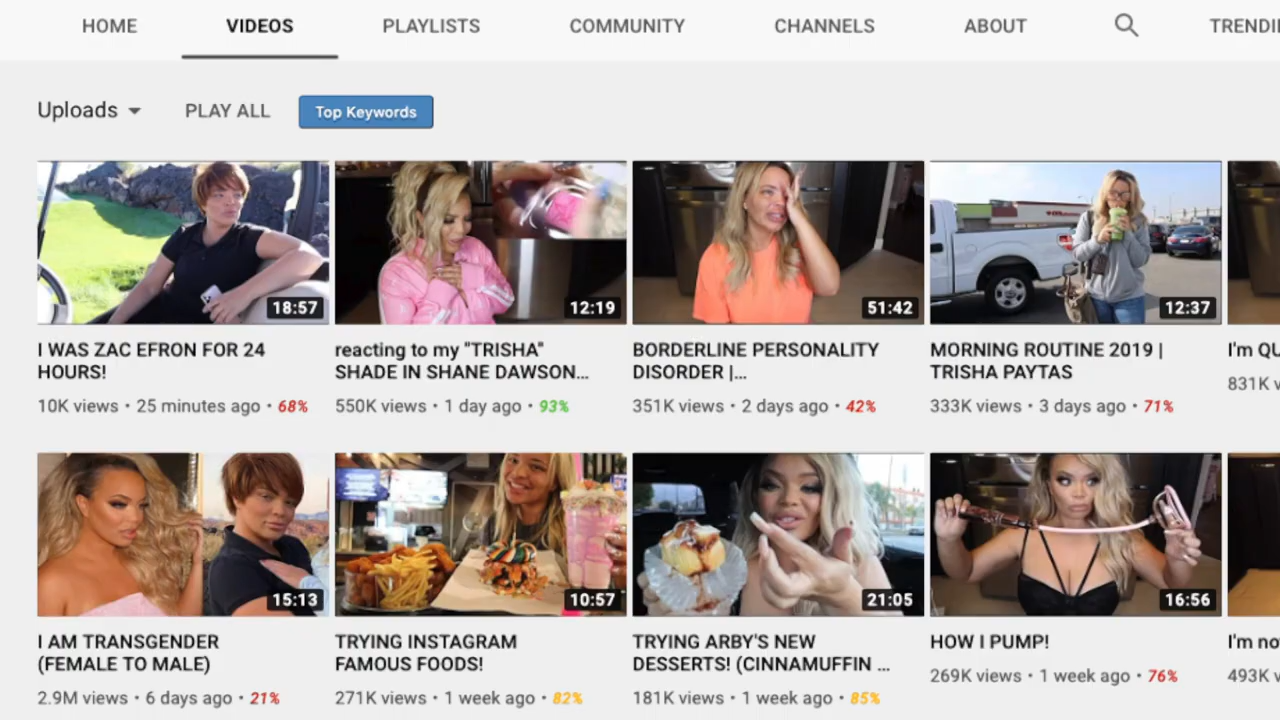 HOME VIDEOS PLAYLISTS COMMUNITY CHANNELS ABOUT TRENDI
Uploads PLAY ALL Top Keywords
18:57 12:19 51:42 12:37
I WAS ZAC EFRON FOR 24
HOURS!
10K views • 25 minutes ago • 68%
reacting to my "TRISHA"
SHADE IN SHANE DAWSON...
550K views • 1 day ago • 93%
BORDERLINE PERSONALITY
DISORDER |...
351K views • 2 days ago • 42%
MORNING ROUTINE 2019 |
TRISHA PAYTAS
333K views • 3 days ago • 71%
I'm QU
831K v
15:13 10:57 21:05 16:56
I AM TRANSGENDER
(FEMALE TO MALE)
2.9M views • 6 days ago • 21%
TRYING INSTAGRAM
FAMOUS FOODS!
271K views • 1 week ago • 82%
TRYING ARBY'S NEW
DESSERTS! (CINNAMUFFIN ...
181K views • 1 week ago • 85%
HOW I PUMP!
269K views • 1 week ago • 76%
I'm no
493K v